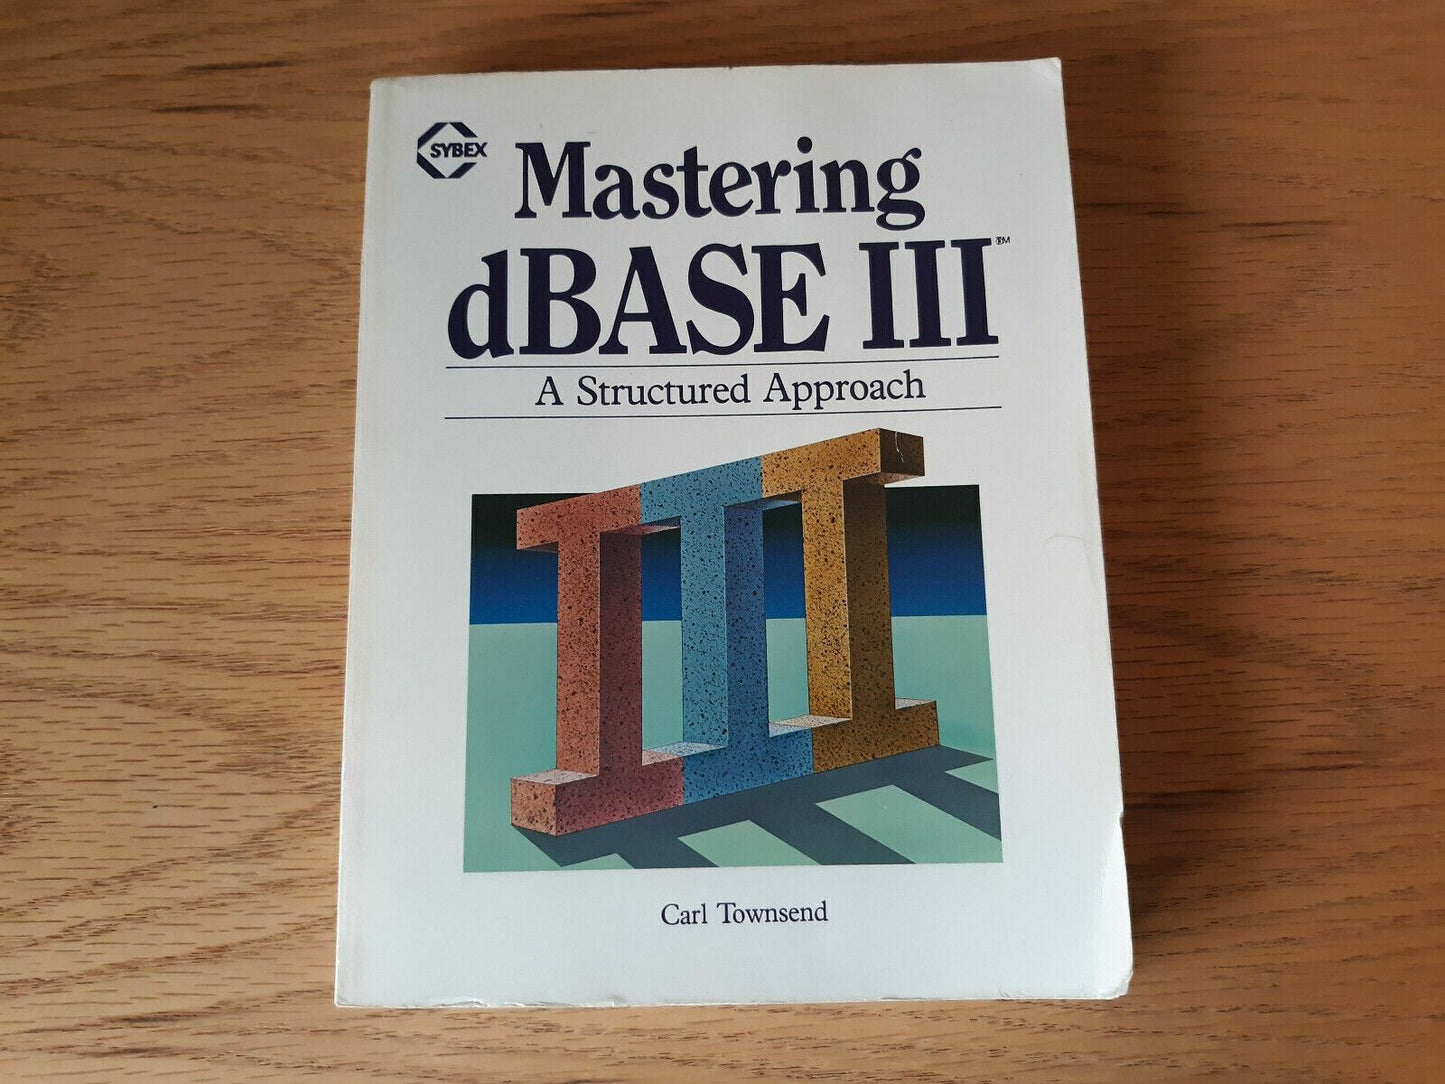 SYBEX
Mastering
dBASE III™
A Structured Approach
Carl Townsend